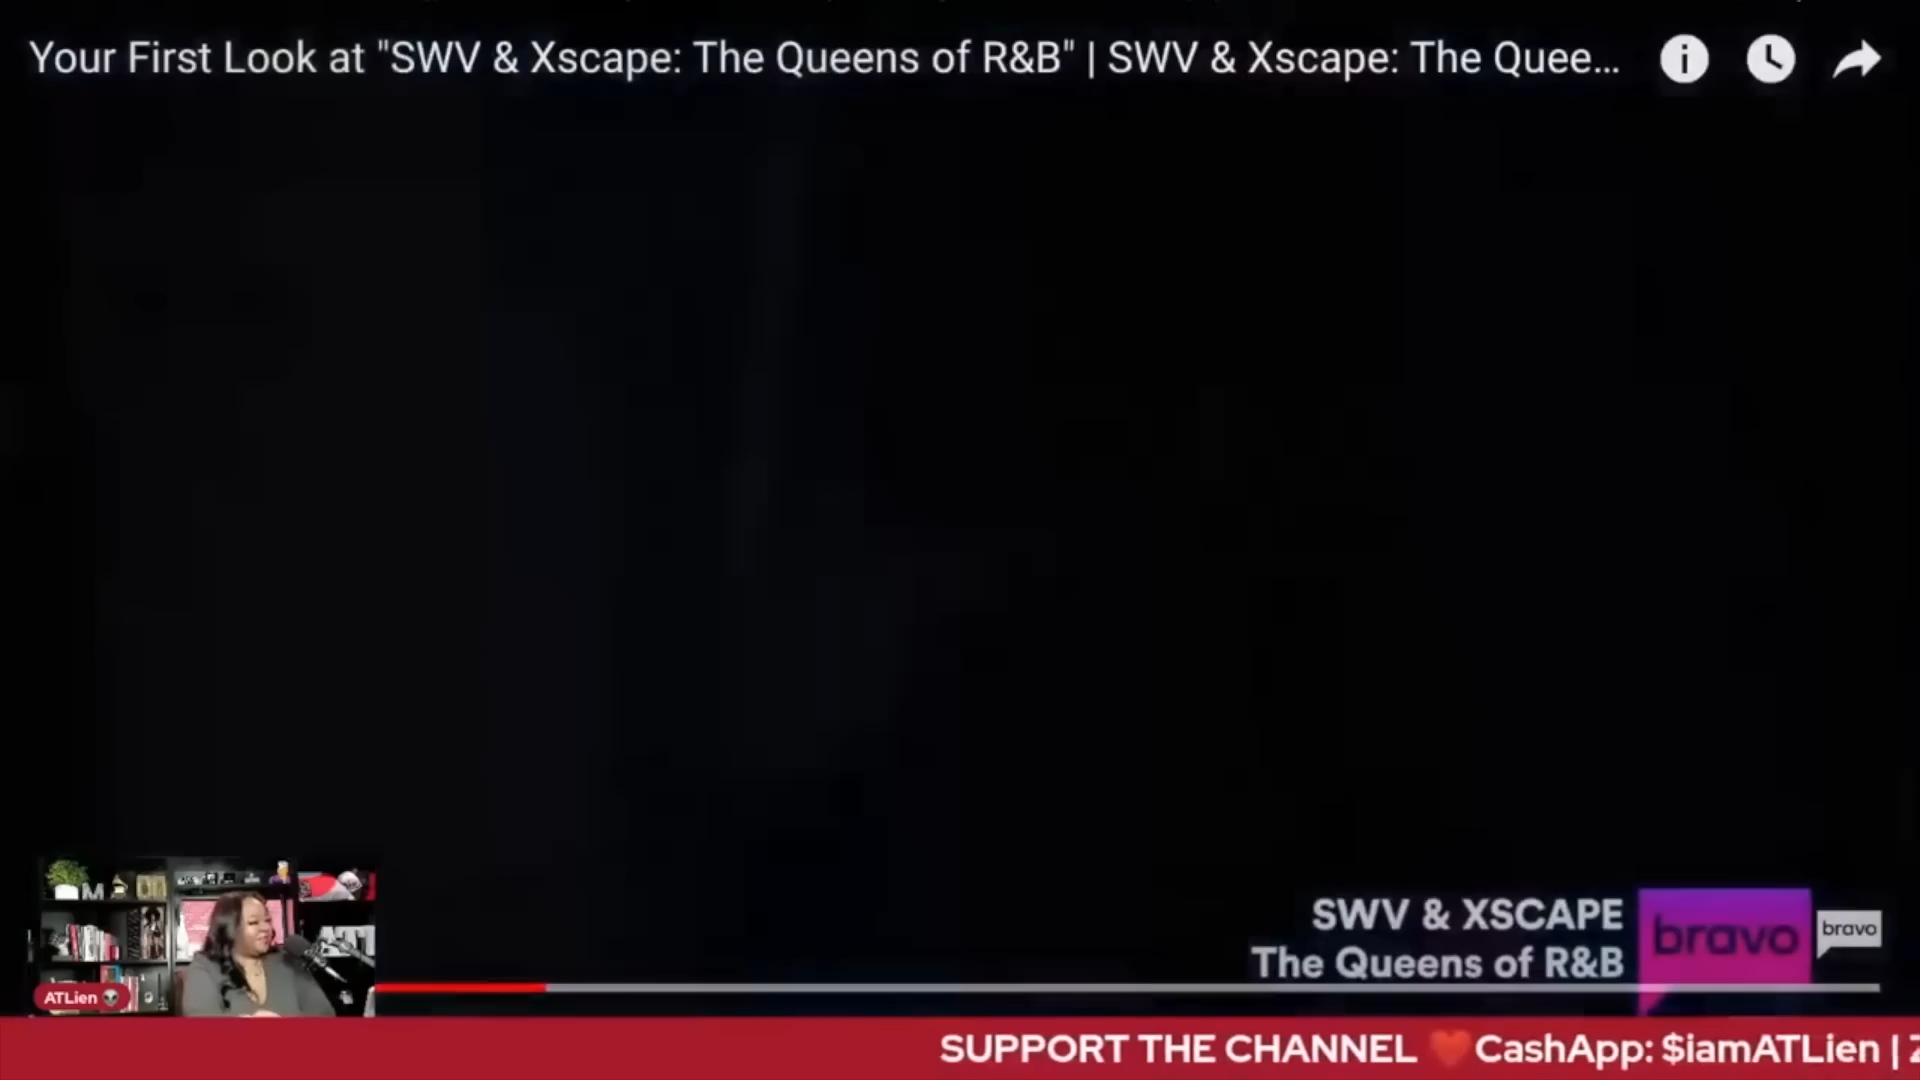 Your First Look at "SWV & Xscape: The Queens of R&B" | SWV & Xscape: The Quee...
SWV & XSCAPE
The Queens of R&B
bravo
bravo
M
ATL
ATLien 👽
SUPPORT THE CHANNEL ❤️CashApp: $iamATLien |